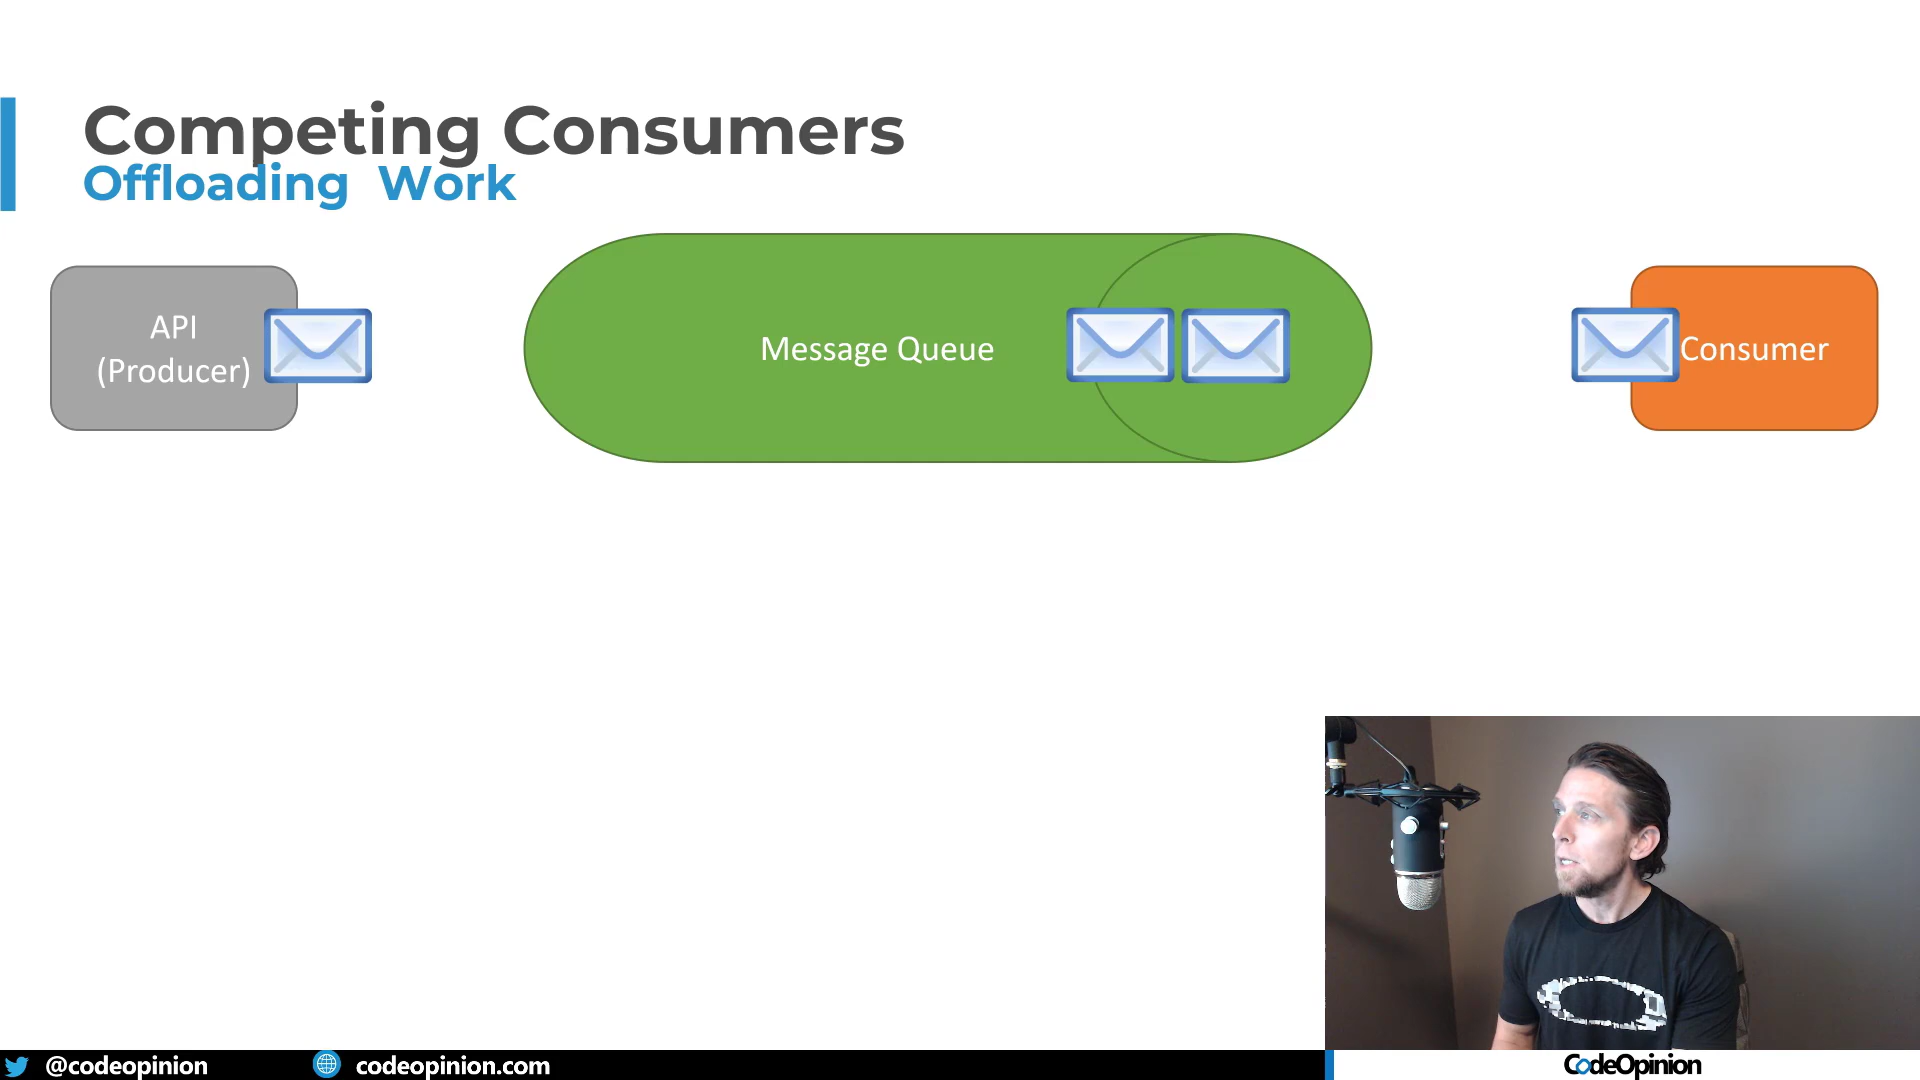 Competing Consumers
Offloading Work
API
(Producer)
Message Queue
Consumer
@codeopinion
codeopinion.com
CodeOpinion